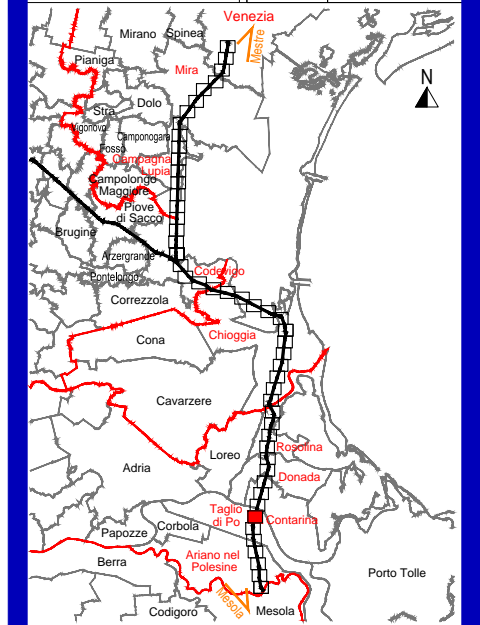 Venezia
Mirano
Spinea
Mestre
Pianiga
Mira
N
Dolo
Stra
Vigonovo
Camponogara
Fossò
Campagna
Lupia
Campolongo
Maggiore
Piove
di Sacco
Brugine
Arzergrande
Codevigo
Pontelongo
Correzzola
Chioggia
Cona
Cavarzere
Rosolina
Loreo
Adria
Donada
Taglio
di Po
Contarina
Corbola
Papozze
Berra
Ariano nel
Polesine
Porto Tolle
Mesola
Codigoro
Mesola